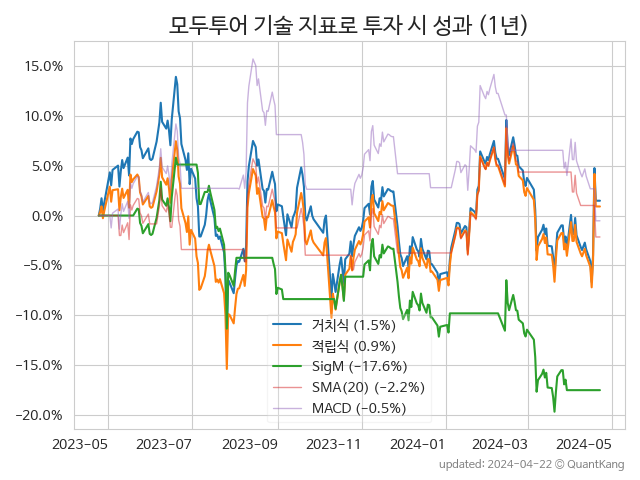 모두투어 기술 지표로 투자 시 성과 (1년)
15.0%
10.0%
5.0%
0.0%
−5.0%
−10.0%
−15.0%
−20.0%
거치식 (1.5%)
적립식 (0.9%)
SigM (−17.6%)
SMA(20) (−2.2%)
MACD (−0.5%)
2023−05 2023−07 2023−09 2023−11 2024−01 2024−03 2024−05
updated: 2024−04−22 © QuantKang